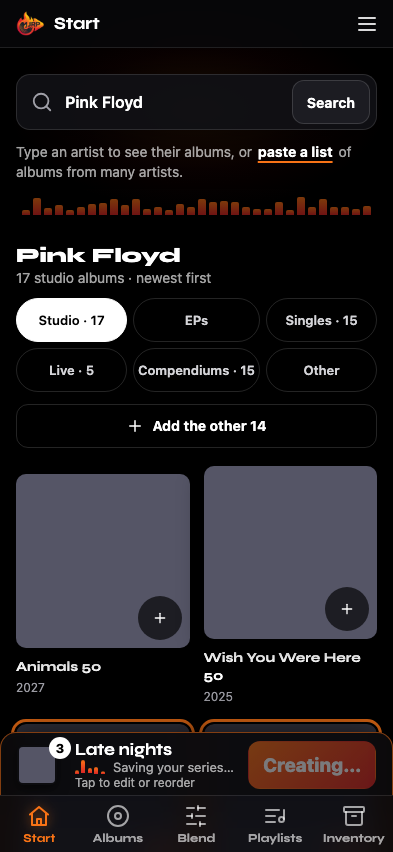 Start
Pink Floyd
Search
Type an artist to see their albums, or paste a list of
albums from many artists.
Pink Floyd
17 studio albums · newest first
Studio · 17
EPs
Singles · 15
Live · 5
Compendiums · 15
Other
+ Add the other 14
Animals 50
2027
Wish You Were Here
50
2025
3
Late nights
Saving your series...
Tap to edit or reorder
Creating...
Start
Albums
Blend
Playlists
Inventory